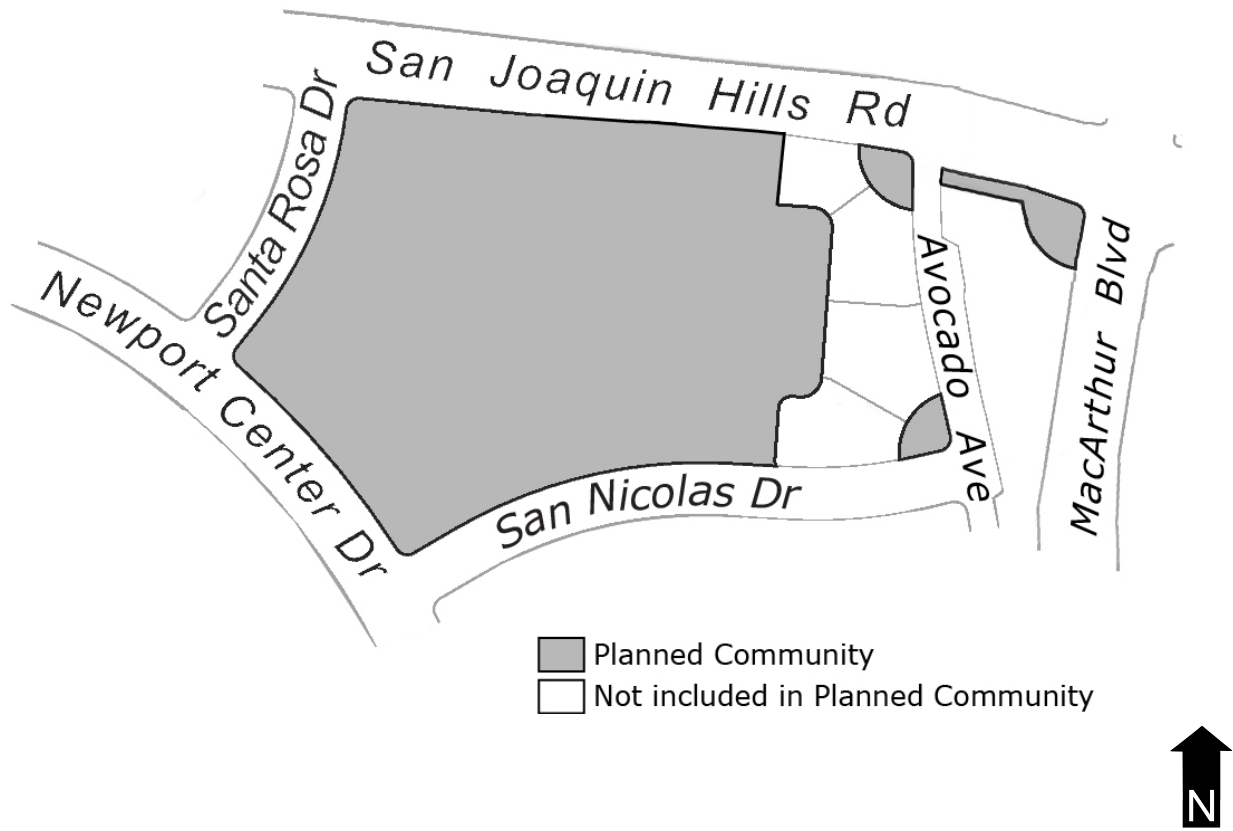 San Joaquin Hills Rd
Santa Rosa Dr
Newport Center Dr
Avocado Ave
MacArthur Blvd
San Nicolas Dr
Planned Community
Not included in Planned Community
N